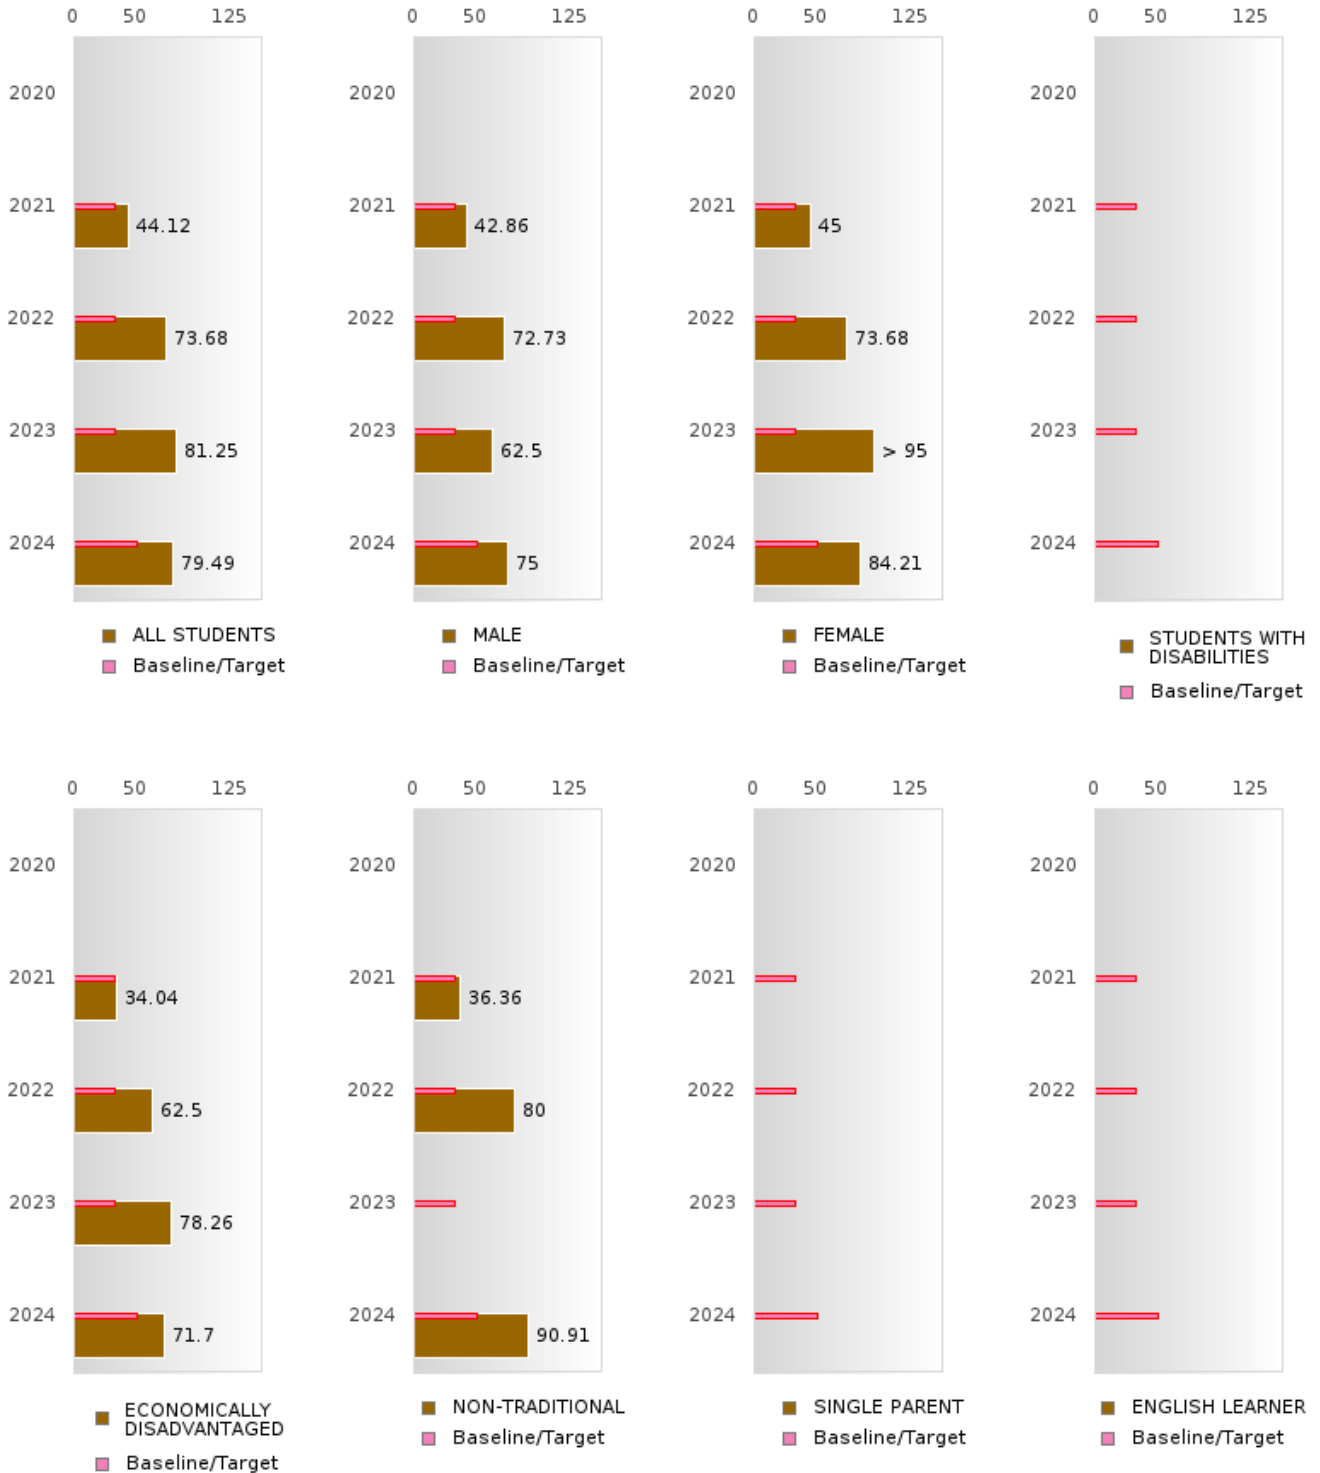 0 50 125 0 50 125 0 50 125 0 50 125
2020 2020 2020 2020
2021 2021 2021 2021
44.12 42.86 45
2022 2022 2022 2022
73.68 72.73 73.68
2023 2023 2023 2023
81.25 62.5 > 95
2024 2024 2024 2024
79.49 75 84.21
ALL STUDENTS MALE FEMALE STUDENTS WITH
DISABILITIES
Baseline/Target Baseline/Target Baseline/Target Baseline/Target
0 50 125 0 50 125 0 50 125 0 50 125
2020 2020 2020 2020
2021 2021 2021 2021
34.04 36.36
2022 2022 2022 2022
62.5 80
2023 2023 2023 2023
78.26
2024 2024 2024 2024
71.7 90.91
ECONOMICALLY NON-TRADITIONAL SINGLE PARENT ENGLISH LEARNER
DISADVANTAGED
Baseline/Target Baseline/Target Baseline/Target Baseline/Target